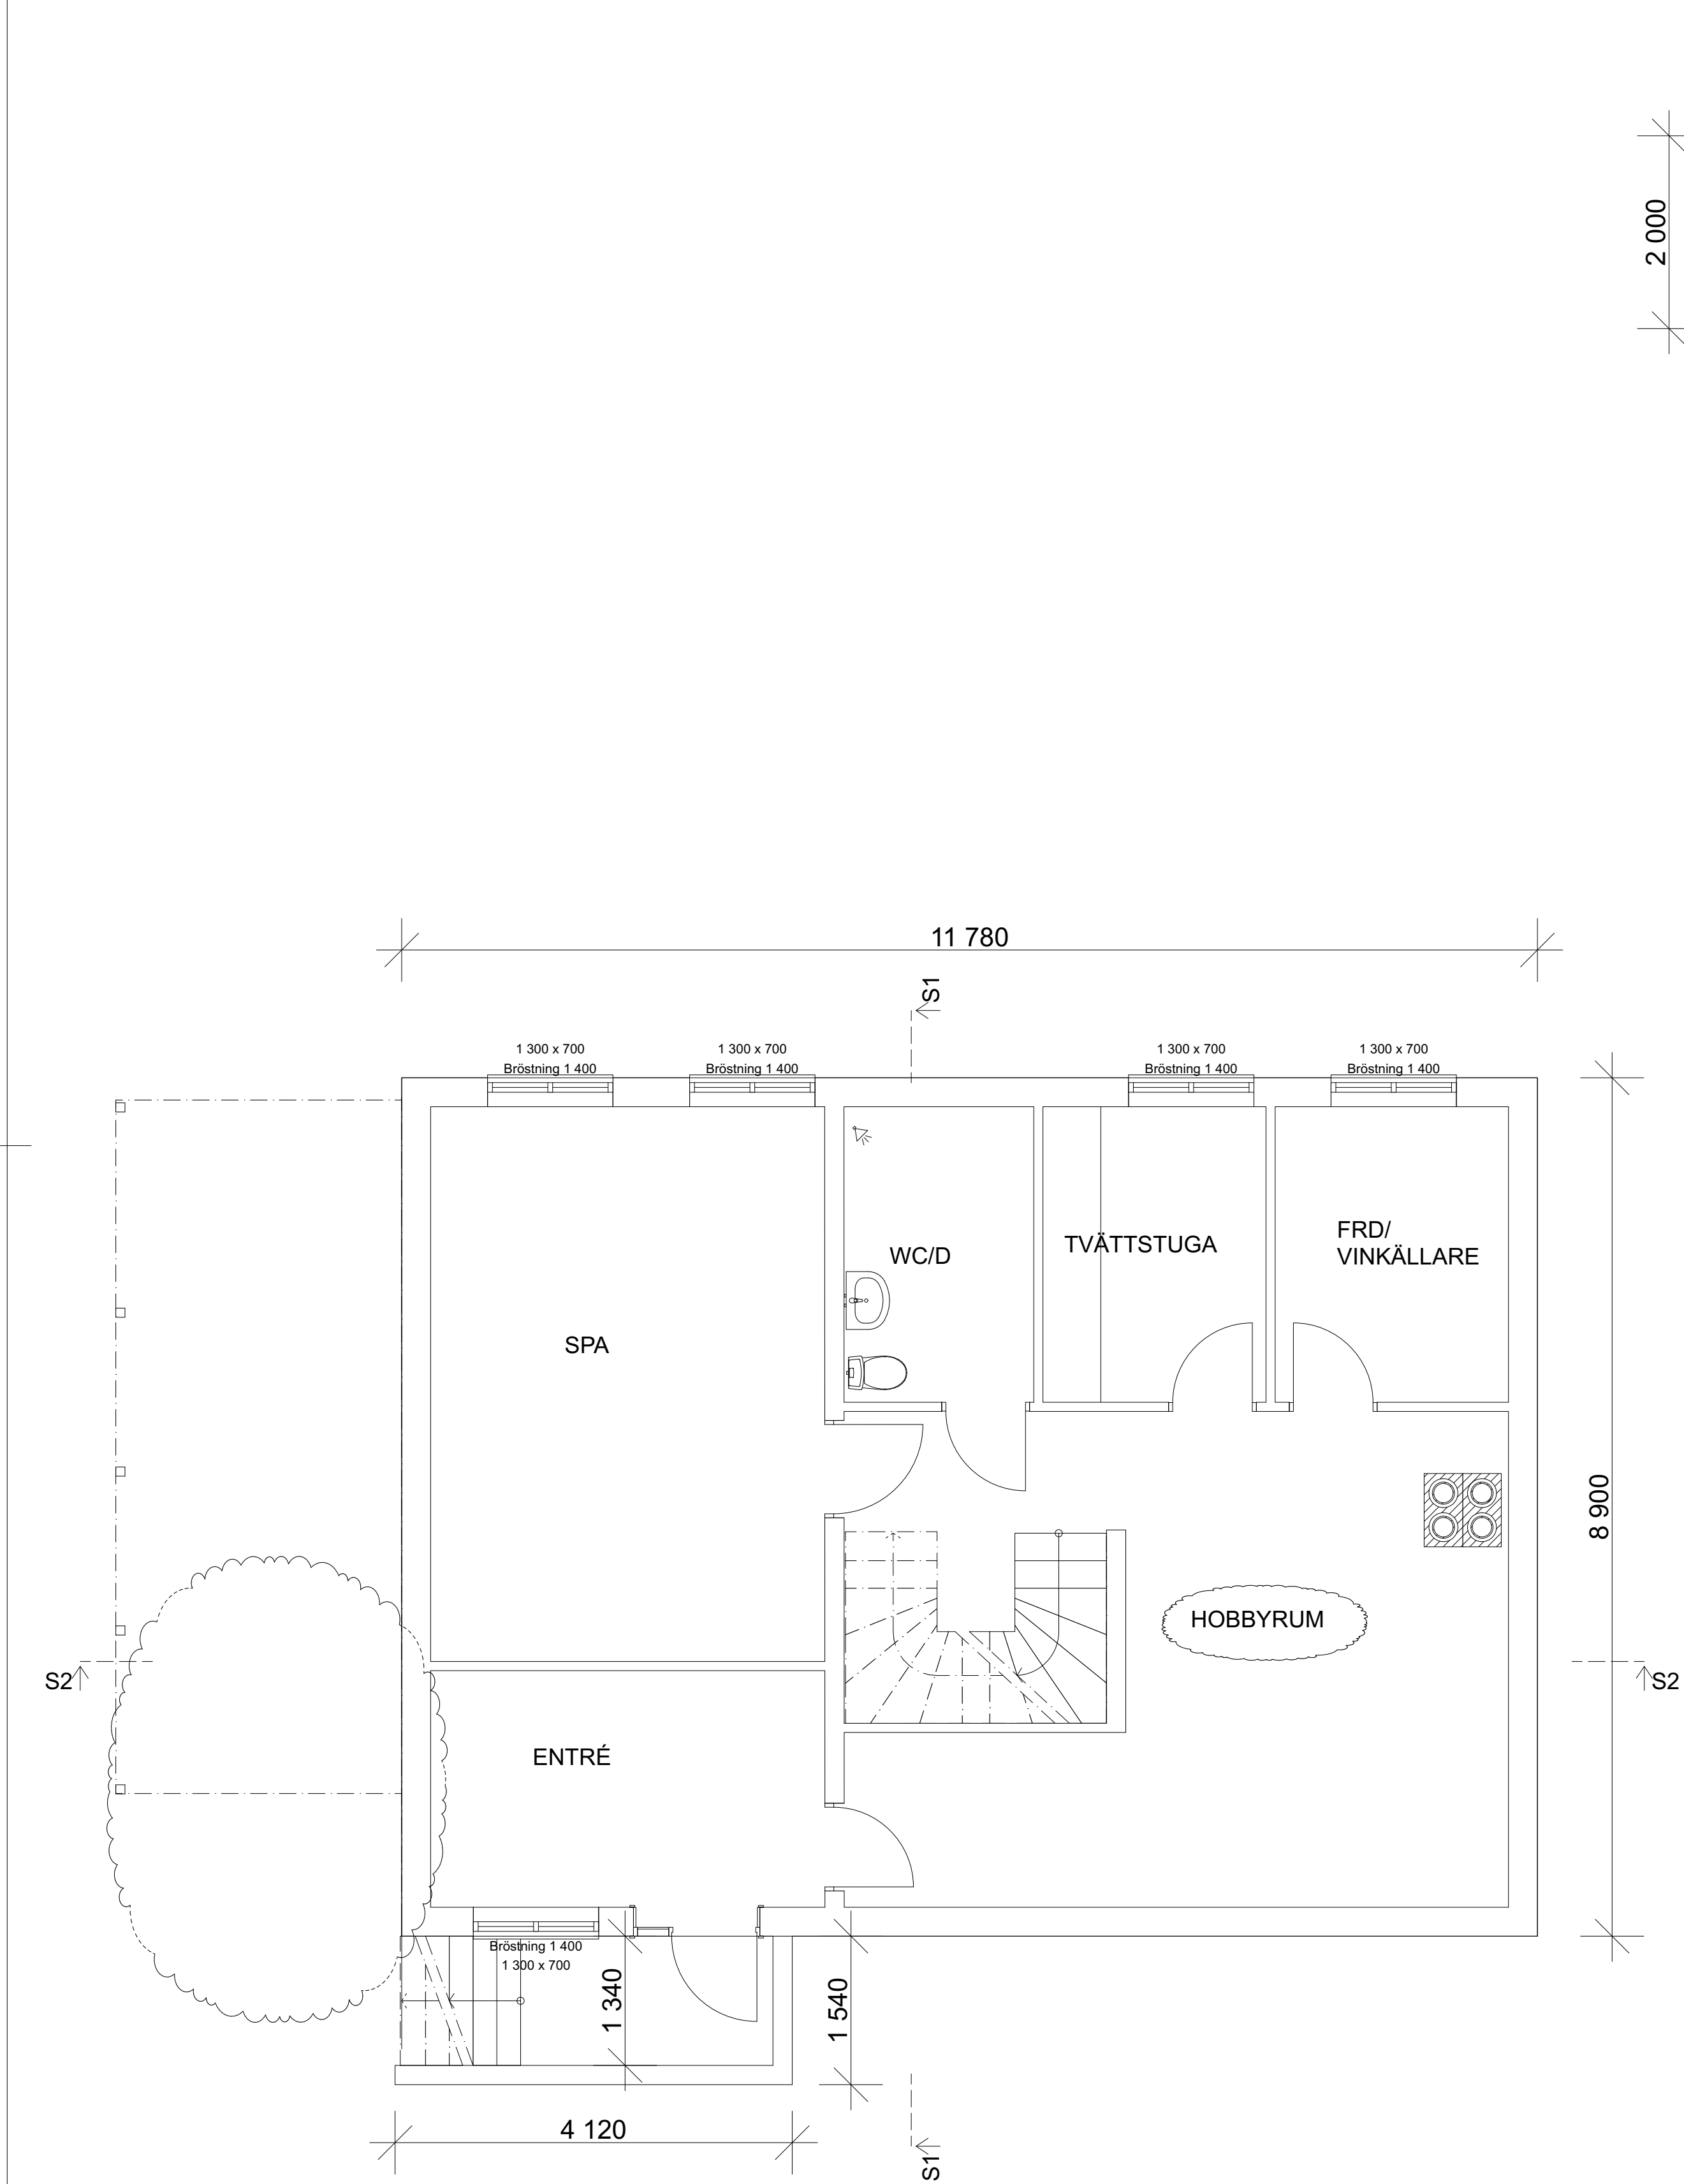 2 000
11 780
S1
1 300 x 700
Bröstning 1 400
1 300 x 700
Bröstning 1 400
1 300 x 700
Bröstning 1 400
1 300 x 700
Bröstning 1 400
FRD/
VINKÄLLARE
TVÄTTSTUGA
WC/D
SPA
8 900
HOBBYRUM
S2
S2
ENTRÉ
Bröstning 1 400
1 300 x 700
1 340
1 540
4 120
S1